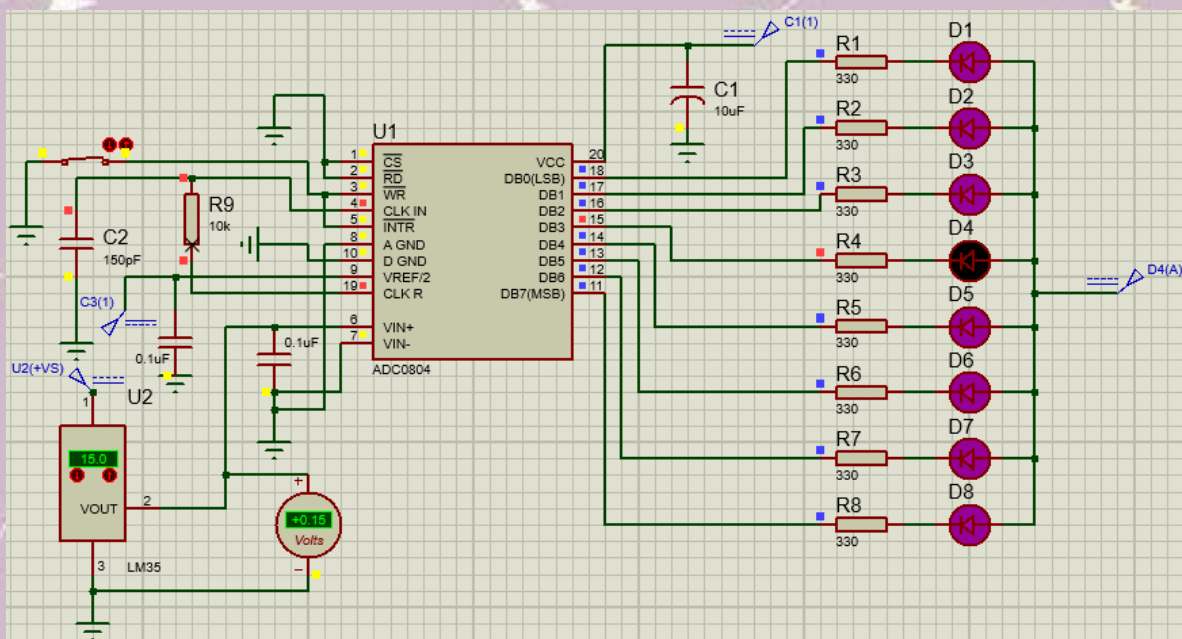 C1(1)
R1
330
D1
C1
10uF
R2
330
D2
R3
330
D3
R4
330
D4
D4(A)
R5
330
D5
R6
330
D6
R7
330
D7
R8
330
D8
U1
1 CS
2 RD
3 WR
4 CLK IN
5 INTR
8 A GND
10 D GND
9 VREF/2
19 CLK R
6 VIN+
7 VIN-
VCC 20
DB0(LSB) 18
DB1 17
DB2 16
DB3 15
DB4 14
DB5 13
DB6 12
DB7(MSB) 11
ADC0804
R9
10k
C2
150pF
C3(1)
0.1uF
0.1uF
U2(+VS)
1
U2
15.0
VOUT
2
3
LM35
+
+0.15
Volts
−